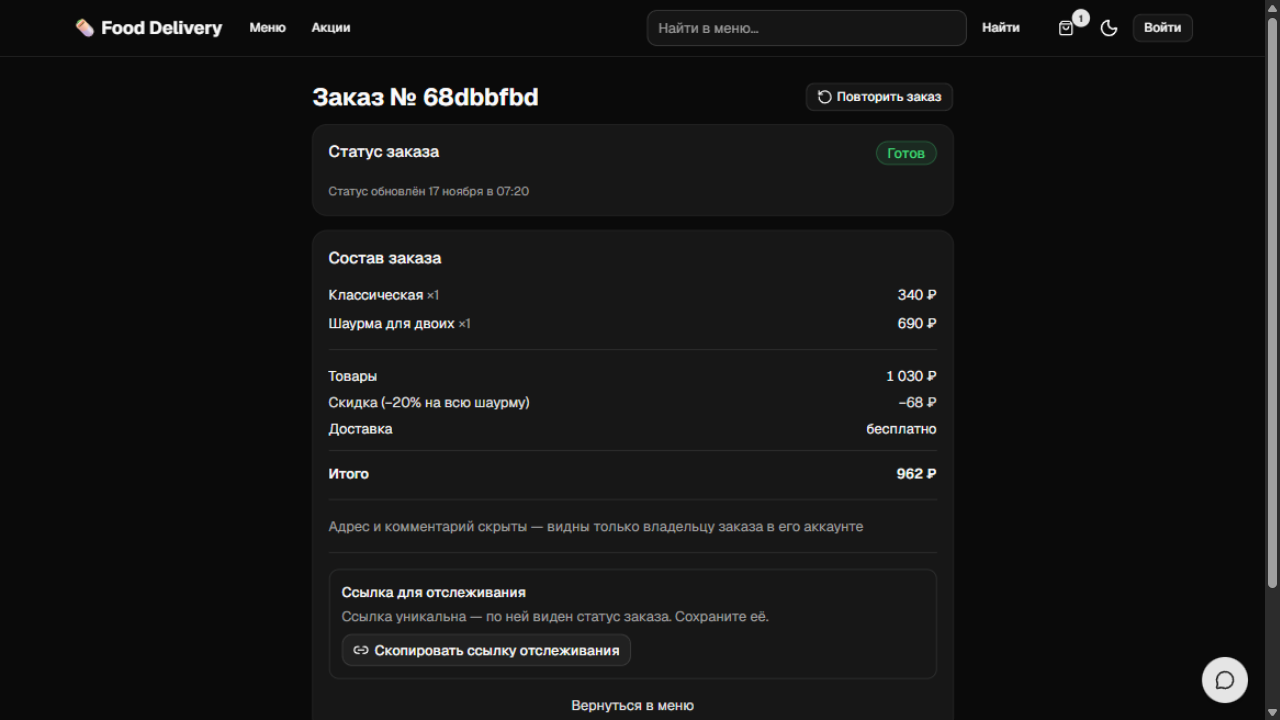 Food Delivery Меню Акции Найти в меню... Найти 1 Войти
Заказ № 68dbbfbd Повторить заказ
Статус заказа Готов
Статус обновлён 17 ноября в 07:20
Состав заказа
Классическая ×1 340 ₽
Шаурма для двоих ×1 690 ₽
Товары 1 030 ₽
Скидка (−20% на всю шаурму) −68 ₽
Доставка бесплатно
Итого 962 ₽
Адрес и комментарий скрыты — видны только владельцу заказа в его аккаунте
Ссылка для отслеживания
Ссылка уникальна — по ней виден статус заказа. Сохраните её.
Скопировать ссылку отслеживания
Вернуться в меню